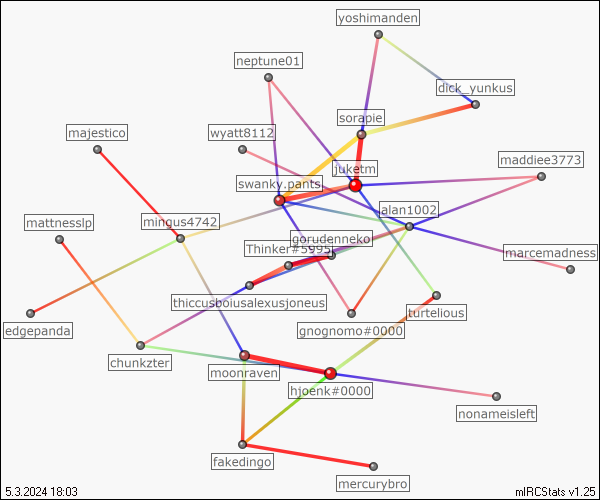 yoshimanden
neptune01
dick_yunkus
sorapie
majestico
wyatt8112
maddiee3773
juketm
swanky.pants
alan1002
mattnesslp
mingus4742
gorudenneko
Thinker#5995
marcemadness
thiccusboiusalexusjoneus
turtelious
edgepanda
gnognomo#0000
chunkzter
moonraven
hjoenk#0000
nonameisleft
fakedingo
mercurybro
5.3.2024 18:03
mIRCStats v1.25